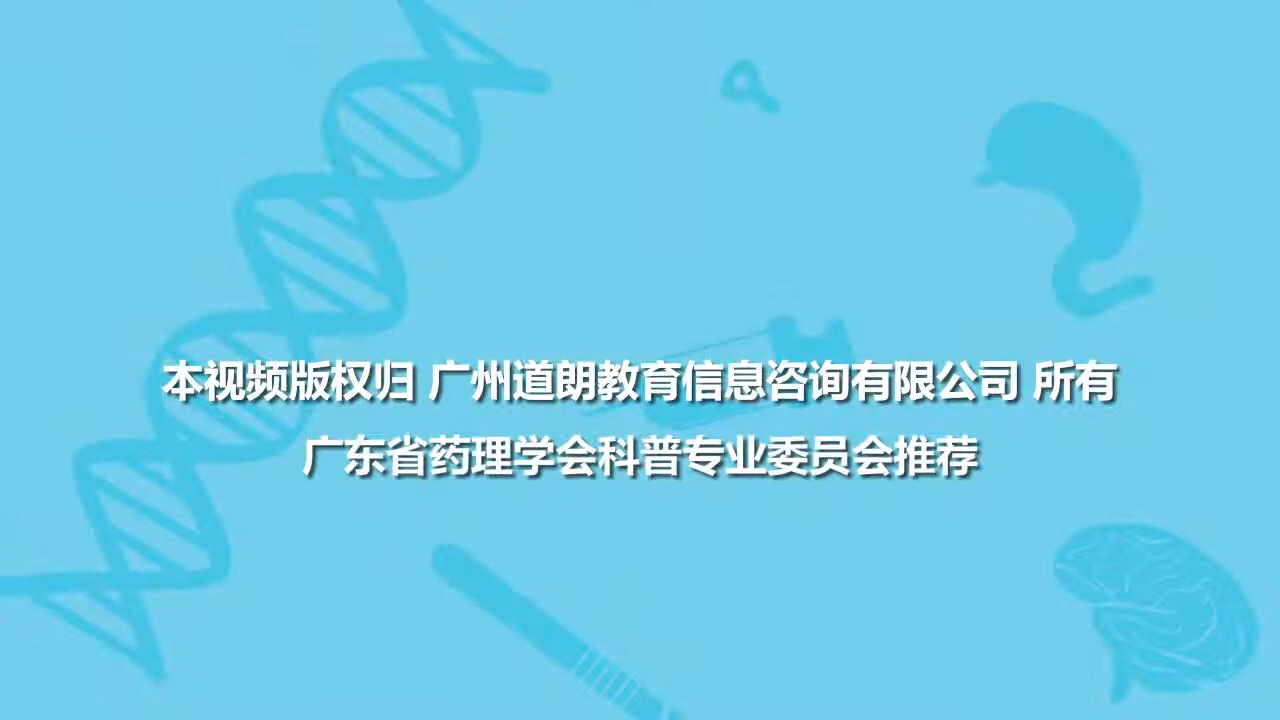 本视频版权归 广州道朗教育信息咨询有限公司 所有
广东省药理学会科普专业委员会推荐